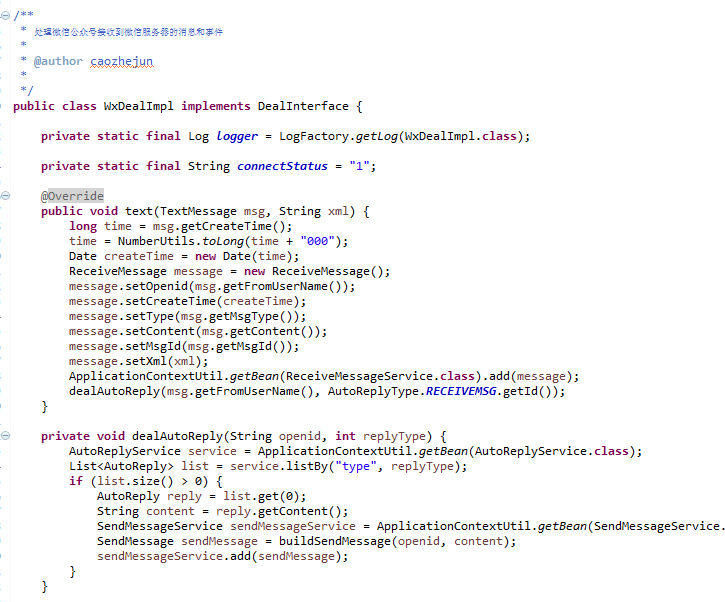 /**
 * 处理微信公众号接收到微信服务器的消息和事件
 *
 * @author caozhejun
 *
 */
public class WxDealImpl implements DealInterface {
    private static final Log logger = LogFactory.getLog(WxDealImpl.class);
    private static final String connectStatus = "1";
    @Override
    public void text(TextMessage msg, String xml) {
        long time = msg.getCreateTime();
        time = NumberUtils.toLong(time + "000");
        Date createTime = new Date(time);
        ReceiveMessage message = new ReceiveMessage();
        message.setOpenid(msg.getFromUserName());
        message.setCreateTime(createTime);
        message.setType(msg.getMsgType());
        message.setContent(msg.getContent());
        message.setMsgId(msg.getMsgId());
        message.setXml(xml);
        ApplicationContextUtil.getBean(ReceiveMessageService.class).add(message);
        dealAutoReply(msg.getFromUserName(), AutoReplyType.RECEIVEMSG.getId());
    }
    private void dealAutoReply(String openid, int replyType) {
        AutoReplyService service = ApplicationContextUtil.getBean(AutoReplyService.class);
        List<AutoReply> list = service.listBy("type", replyType);
        if (list.size() > 0) {
            AutoReply reply = list.get(0);
            String content = reply.getContent();
            SendMessageService sendMessageService = ApplicationContextUtil.getBean(SendMessageService.
            SendMessage sendMessage = buildSendMessage(openid, content);
            sendMessageService.add(sendMessage);
        }
    }